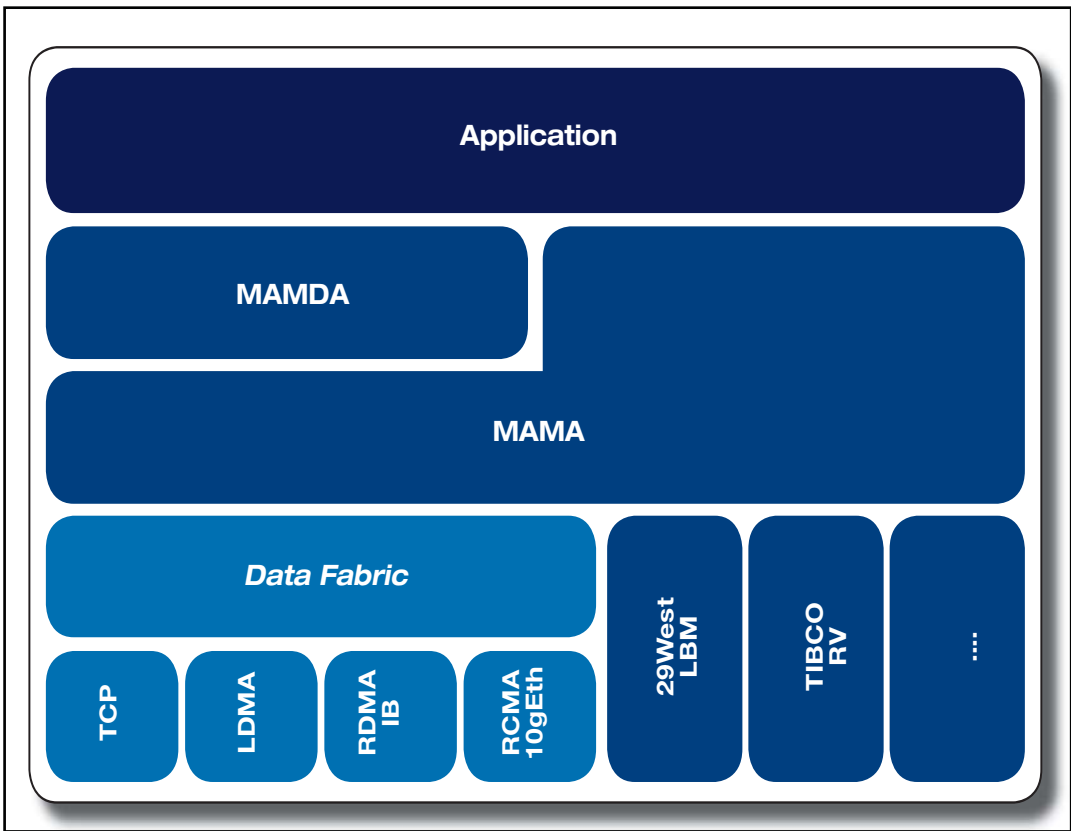 Application
MAMDA
MAMA
Data Fabric
TCP
LDMA
RDMA
IB
RCMA
10gEth
29West
LBM
TIBCO
RV
....